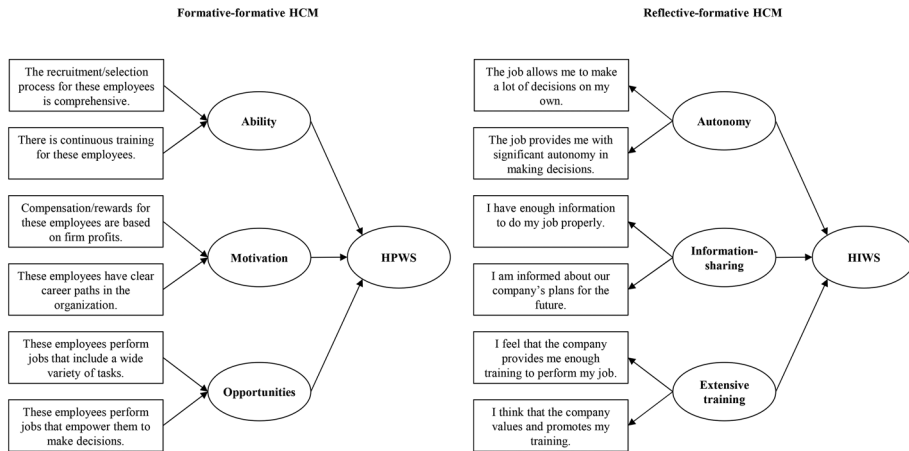 Formative-formative HCM
The recruitment/selection
process for these employees
is comprehensive.
There is continuous training
for these employees.
Ability
Compensation/rewards for
these employees are based
on firm profits.
These employees have clear
career paths in the
organization.
Motivation
These employees perform
jobs that include a wide
variety of tasks.
These employees perform
jobs that empower them to
make decisions.
Opportunities
HPWS
Reflective-formative HCM
The job allows me to make
a lot of decisions on my
own.
The job provides me with
significant autonomy in
making decisions.
Autonomy
I have enough information
to do my job properly.
I am informed about our
company's plans for the
future.
Information-
sharing
I feel that the company
provides me enough
training to perform my job.
I think that the company
values and promotes my
training.
Extensive
training
HIWS